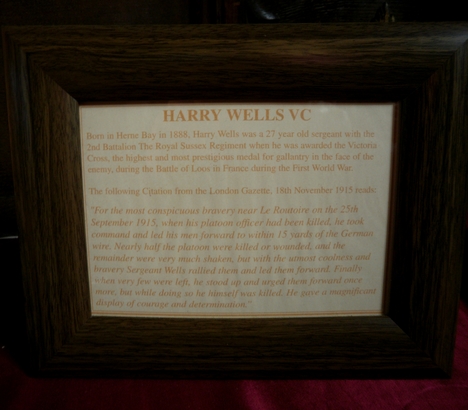 HARRY WELLS VC
Born in Herne Bay in 1888, Harry Wells was a 27 year old sergeant with the
2nd Battalion The Royal Sussex Regiment when he was awarded the Victoria
Cross, the highest and most prestigious medal for gallantry in the face of the
enemy, during the Battle of Loos in France during the First World War.
The following Citation from the London Gazette, 18th November 1915 reads:
"For the most conspicuous bravery near Le Routoire on the 25th
September 1915, when his platoon officer had been killed, he took
command and led his men forward to within 15 yards of the German
wire. Nearly half the platoon were killed or wounded, and the
remainder were very much shaken, but with the utmost coolness and
bravery Sergeant Wells rallied them and led them forward. Finally
when very few were left, he stood up and urged them forward once
more, but while doing so he himself was killed. He gave a magnificent
display of courage and determination."